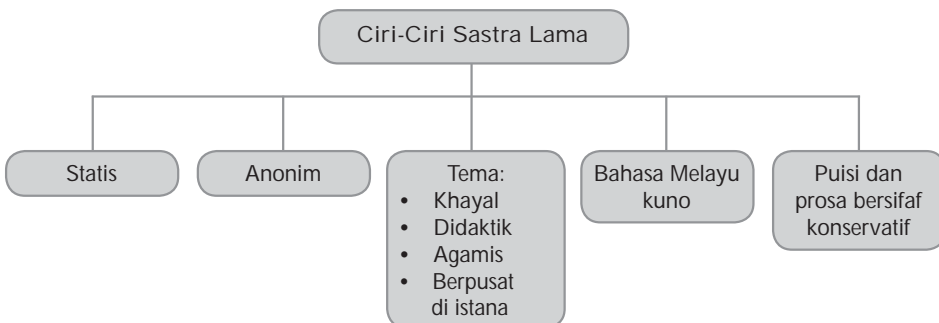 Ciri-Ciri Sastra Lama
Statis
Anonim
Tema:
• Khayal
• Didaktik
• Agamis
• Berpusat
di istana
Bahasa Melayu
kuno
Puisi dan
prosa bersifaf
konservatif